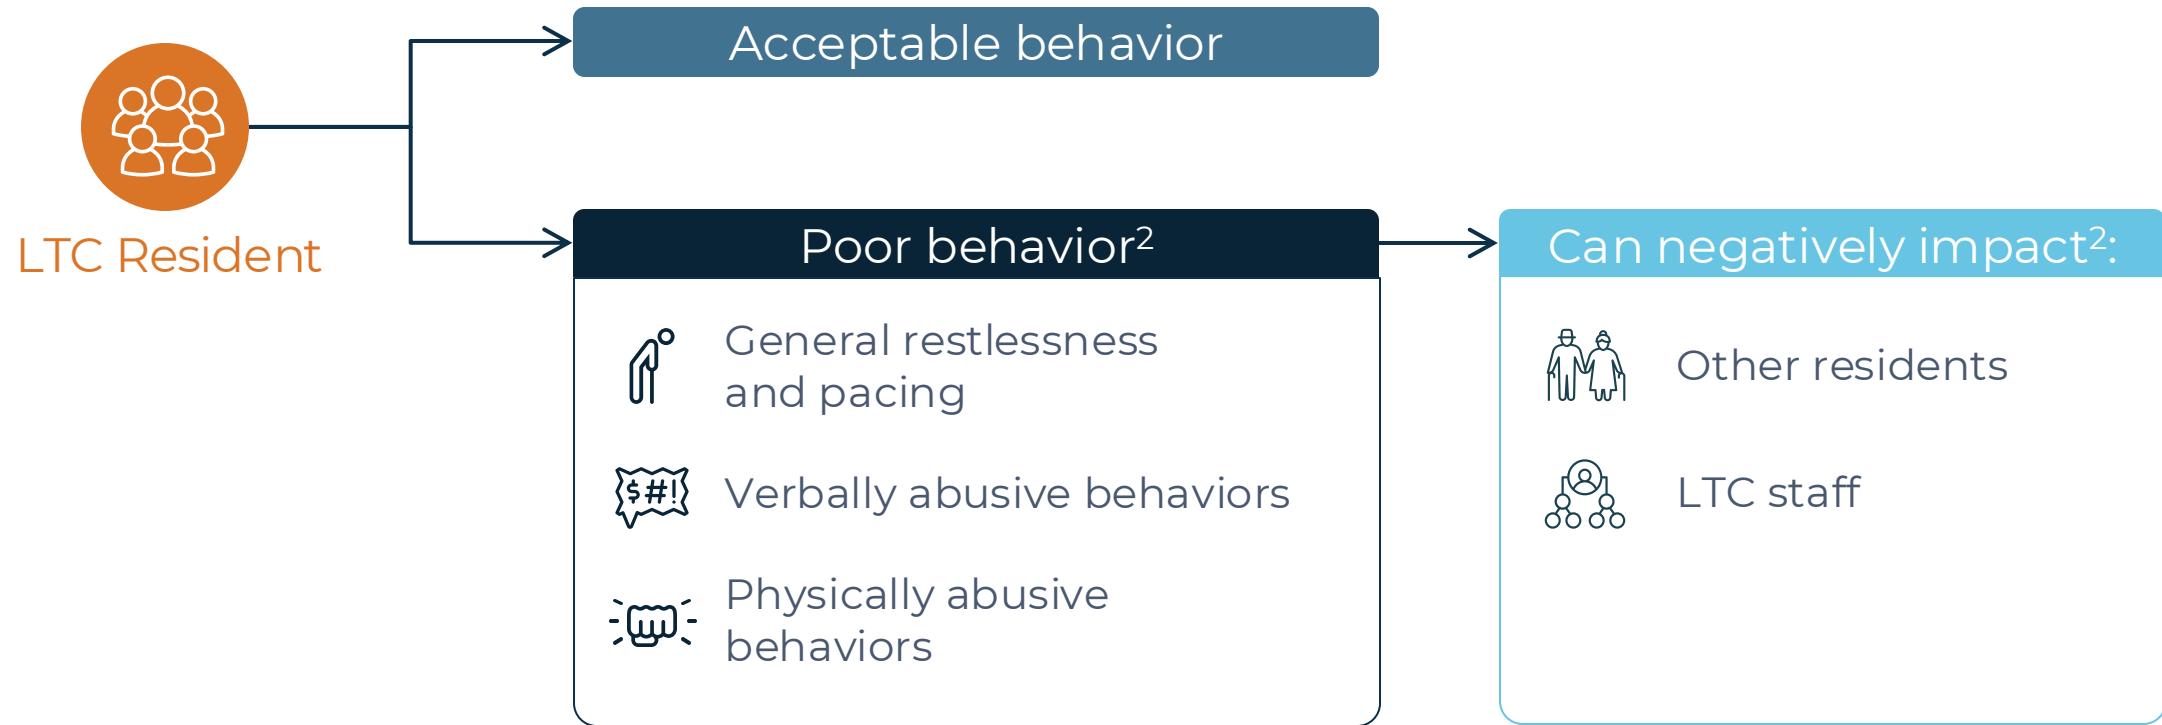 Acceptable behavior
LTC Resident
Poor behavior²
General restlessness
and pacing
$#!
Verbally abusive behaviors
Physically abusive
behaviors
Can negatively impact²:
Other residents
LTC staff